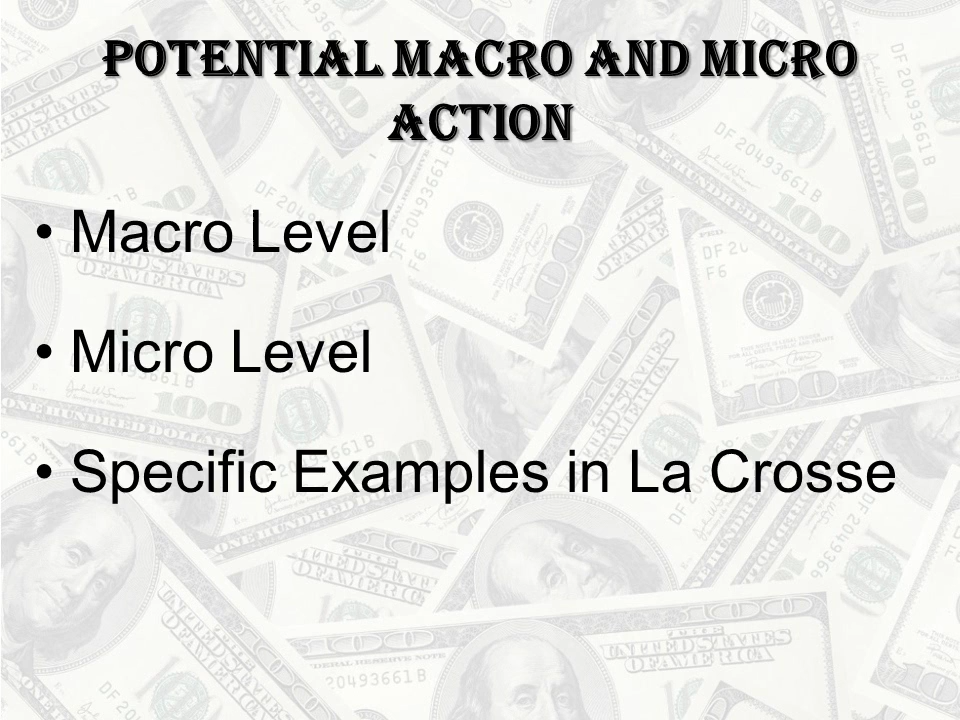 POTENTIAL MACRO AND MICRO
ACTION
• Macro Level
• Micro Level
• Specific Examples in La Crosse